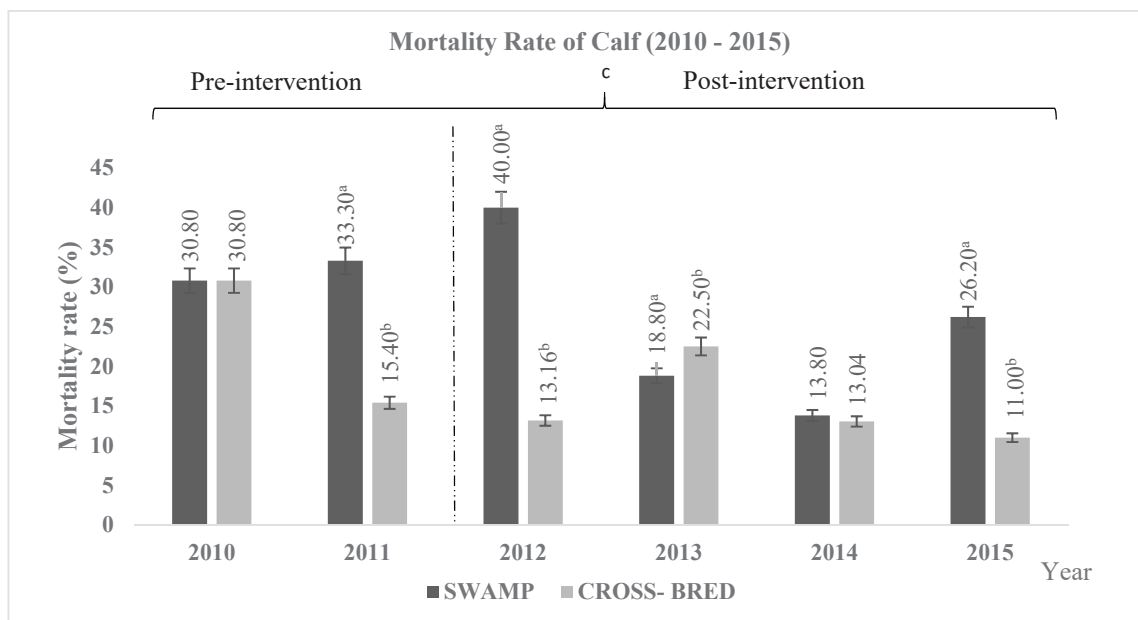 Mortality Rate of Calf (2010 - 2015)
Pre-intervention c Post-intervention
Mortality rate (%)
45
40
35
30
25
20
15
10
5
0
30.80
30.80
33.30ᵃ
15.40ᵇ
40.00ᵃ
13.16ᵇ
18.80ᵃ
22.50ᵇ
13.80
13.04
26.20ᵃ
11.00ᵇ
2010 2011 2012 2013 2014 2015
Year
SWAMP CROSS- BRED